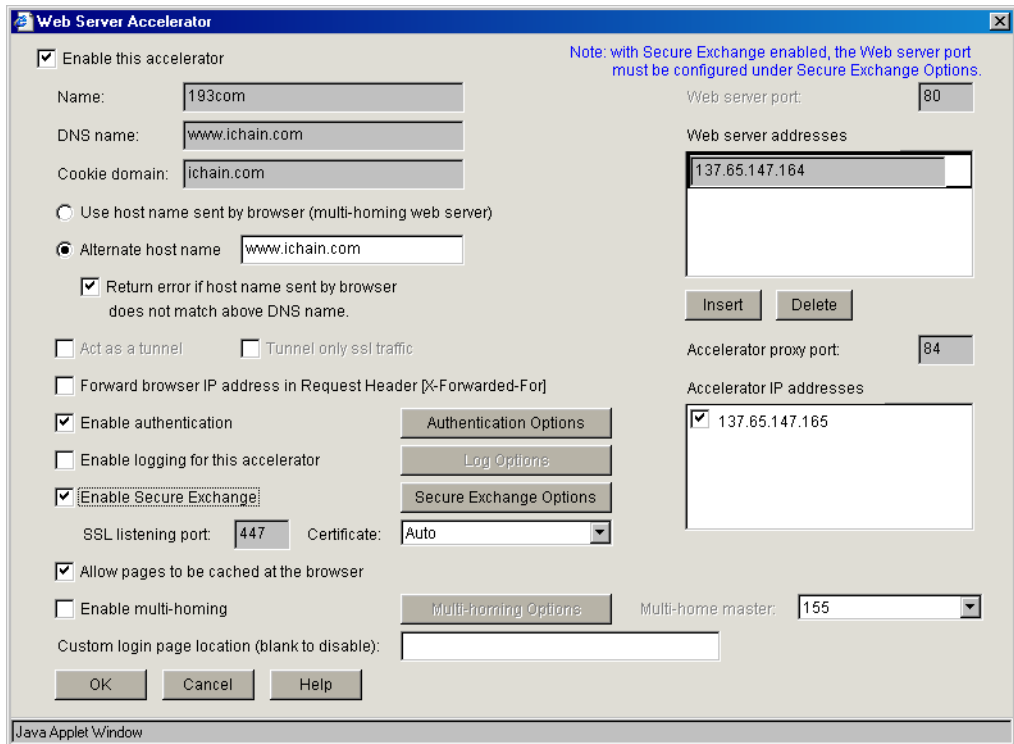 Web Server Accelerator
Enable this accelerator
Note: with Secure Exchange enabled, the Web server port
must be configured under Secure Exchange Options.
Name: 193com
Web server port: 80
DNS name: www.ichain.com
Web server addresses
Cookie domain: ichain.com
137.65.147.164
Use host name sent by browser (multi-homing web server)
Alternate host name www.ichain.com
Return error if host name sent by browser
does not match above DNS name.
Insert Delete
Act as a tunnel Tunnel only ssl traffic
Accelerator proxy port: 84
Forward browser IP address in Request Header [X-Forwarded-For]
Accelerator IP addresses
Enable authentication Authentication Options
137.65.147.165
Enable logging for this accelerator Log Options
Enable Secure Exchange Secure Exchange Options
SSL listening port: 447 Certificate: Auto
Allow pages to be cached at the browser
Enable multi-homing Multi-homing Options Multi-home master: 155
Custom login page location (blank to disable):
OK Cancel Help
Java Applet Window